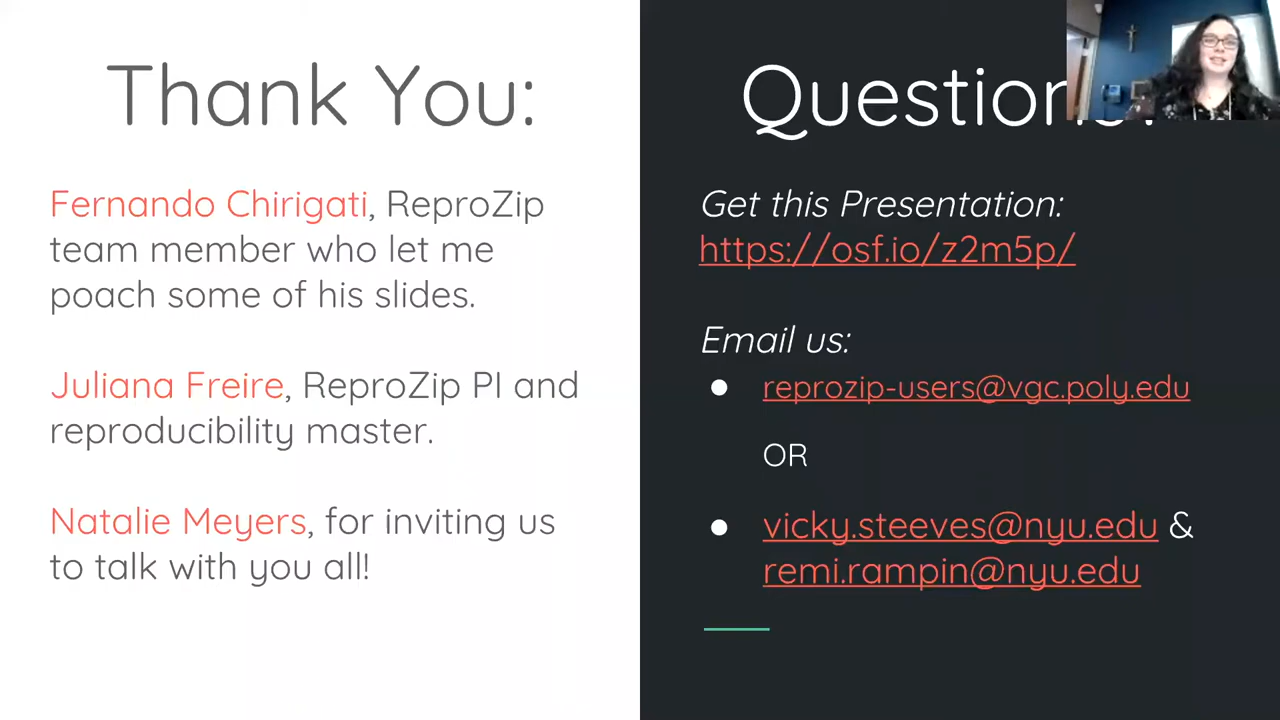 Thank You:
Fernando Chirigati, ReproZip
team member who let me
poach some of his slides.
Juliana Freire, ReproZip PI and
reproducibility master.
Natalie Meyers, for inviting us
to talk with you all!
Get this Presentation:
https://osf.io/z2m5p/
Email us:
reprozip-users@vgc.poly.edu
OR
vicky.steeves@nyu.edu &
remi.rampin@nyu.edu